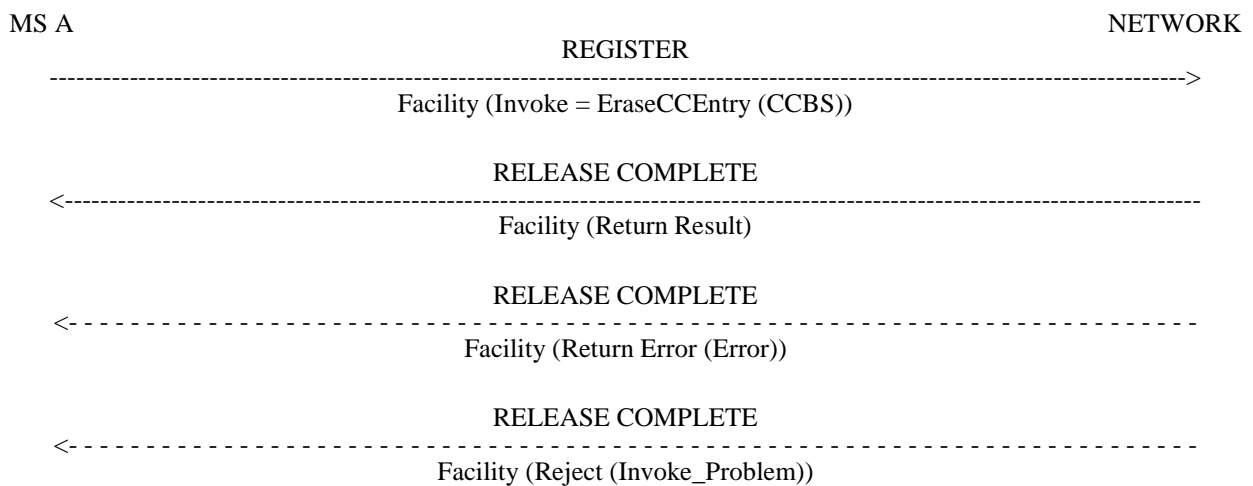 MS A NETWORK
REGISTER
Facility (Invoke = EraseCCEntry (CCBS))
RELEASE COMPLETE
Facility (Return Result)
RELEASE COMPLETE
Facility (Return Error (Error))
RELEASE COMPLETE
Facility (Reject (Invoke_Problem))